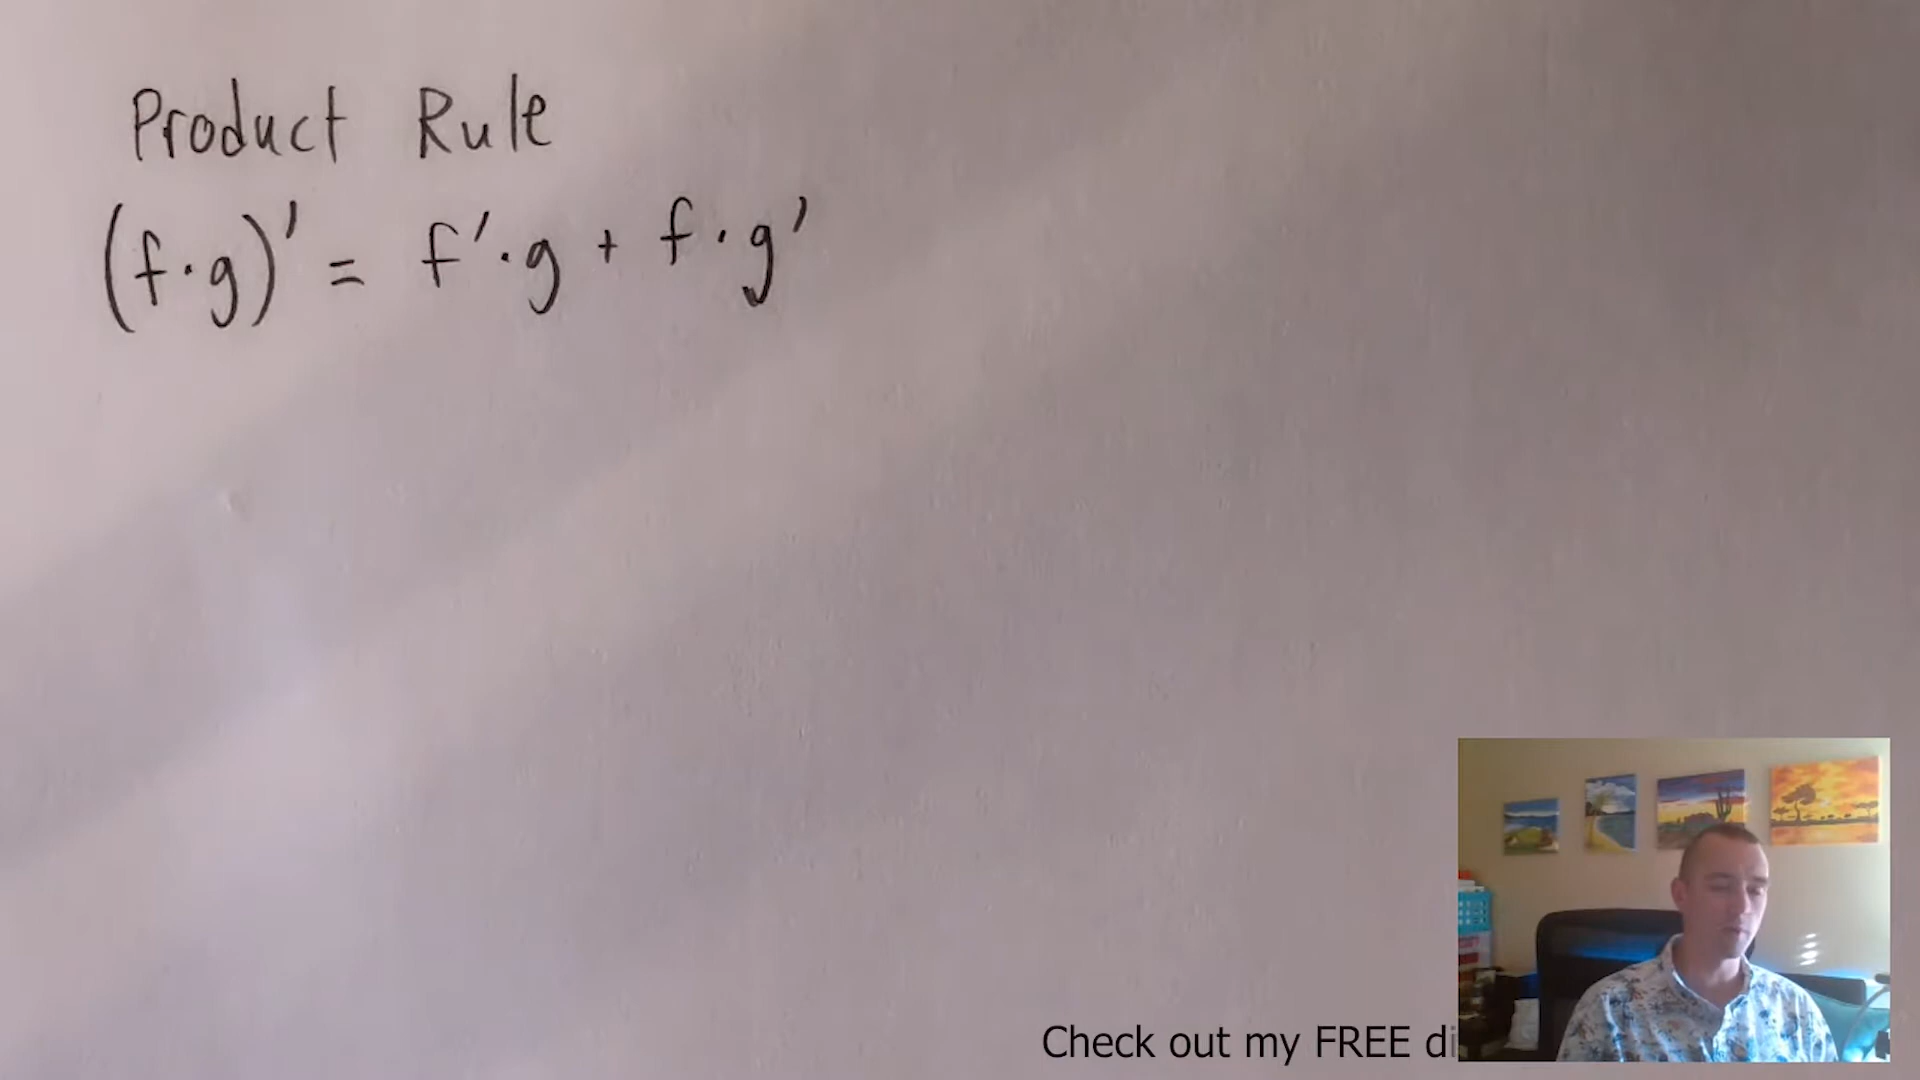 Product Rule
(f·g)' = f'·g + f·g'
Check out my FREE di